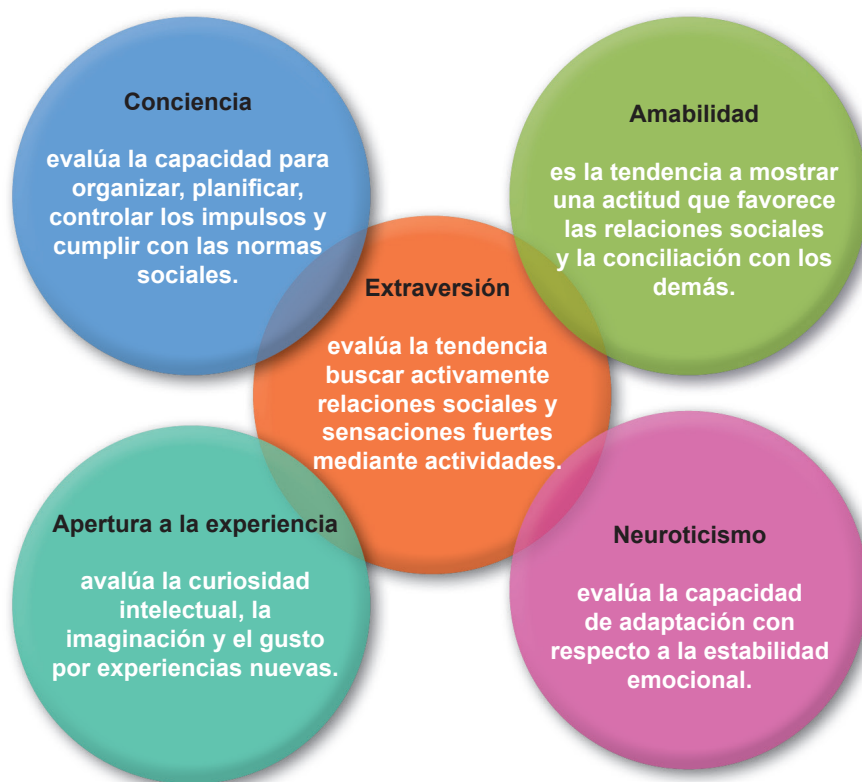 Conciencia
evalúa la capacidad para
organizar, planificar,
controlar los impulsos y
cumplir con las normas
sociales.
Amabilidad
es la tendencia a mostrar
una actitud que favorece
las relaciones sociales
y la conciliación con los
demás.
Extraversión
evalúa la tendencia
buscar activamente
relaciones sociales y
sensaciones fuertes
mediante actividades.
Apertura a la experiencia
avalúa la curiosidad
intelectual, la
imaginación y el gusto
por experiencias nuevas.
Neuroticismo
evalúa la capacidad
de adaptación con
respecto a la estabilidad
emocional.